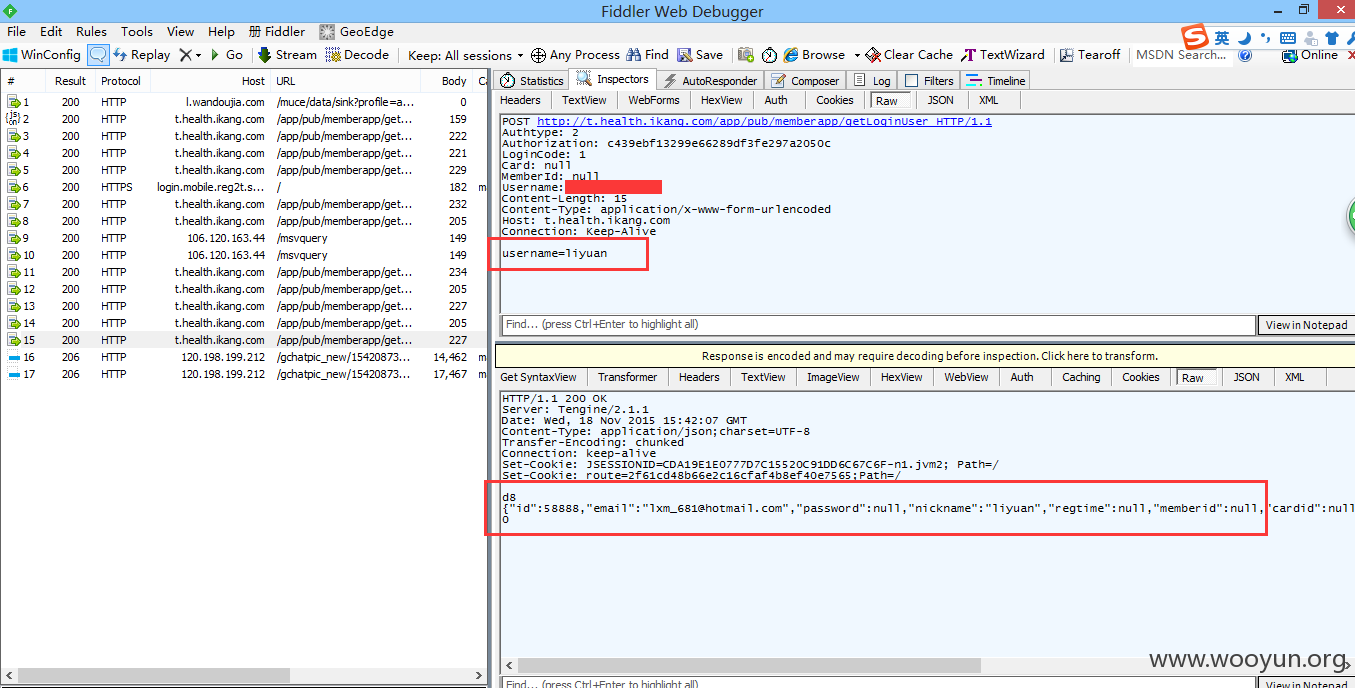 Fiddler Web Debugger
File Edit Rules Tools View Help Fiddler GeoEdge
WinConfig Replay Go Stream Decode Keep: All sessions Any Process Find Save Browse Clear Cache TextWizard Tearoff MSDN Search... Online
英
# Result Protocol Host URL Body
1 200 HTTP l.wandoujia.com /muce/data/sink?profile=a... 0
2 200 HTTP t.health.ikang.com /app/pub/memberapp/get... 159
3 200 HTTP t.health.ikang.com /app/pub/memberapp/get... 222
4 200 HTTP t.health.ikang.com /app/pub/memberapp/get... 221
5 200 HTTP t.health.ikang.com /app/pub/memberapp/get... 229
6 200 HTTPS login.mobile.reg2t.s... / 182 m
7 200 HTTP t.health.ikang.com /app/pub/memberapp/get... 232
8 200 HTTP t.health.ikang.com /app/pub/memberapp/get... 205
9 200 HTTP 106.120.163.44 /msvquery 149
10 200 HTTP 106.120.163.44 /msvquery 149
11 200 HTTP t.health.ikang.com /app/pub/memberapp/get... 234
12 200 HTTP t.health.ikang.com /app/pub/memberapp/get... 205
13 200 HTTP t.health.ikang.com /app/pub/memberapp/get... 227
14 200 HTTP t.health.ikang.com /app/pub/memberapp/get... 205
15 200 HTTP t.health.ikang.com /app/pub/memberapp/get... 227
16 206 HTTP 120.198.199.212 /gchatpic_new/15420873... 14,462 m
17 206 HTTP 120.198.199.212 /gchatpic_new/15420873... 17,467 m
Statistics Inspectors AutoResponder Composer Log Filters Timeline
Headers TextView WebForms HexView Auth Cookies Raw JSON XML
POST http://t.health.ikang.com/app/pub/memberapp/getLoginUser HTTP/1.1
Authtype: 2
Authorization: c439ebf13299e66289df3fe297a2050c
LoginCode: 1
Card: null
MemberId: null
Username:
Content-Length: 15
Content-Type: application/x-www-form-urlencoded
Host: t.health.ikang.com
Connection: Keep-Alive
username=liyuan
Find... (press Ctrl+Enter to highlight all) View in Notepad
Response is encoded and may require decoding before inspection. Click here to transform.
Get SyntaxView Transformer Headers TextView ImageView HexView WebView Auth Caching Cookies Raw JSON XML
HTTP/1.1 200 OK
Server: Tengine/2.1.1
Date: Wed, 18 Nov 2015 15:42:07 GMT
Content-Type: application/json;charset=UTF-8
Transfer-Encoding: chunked
Connection: keep-alive
Set-Cookie: JSESSIONID=CDA19E1E0777D7C15520C91DD6C67C6F-n1.jvm2; Path=/
Set-Cookie: route=2f61cd48b66e2c16cfaf4b8ef40e7565;Path=/
d8
{"id":58888,"email":"lxm_681@hotmail.com","password":null,"nickname":"liyuan","regtime":null,"memberid":null,"cardid":null
0
www.wooyun.org
Find... (press Ctrl+Enter to highlight all) View in Notepad